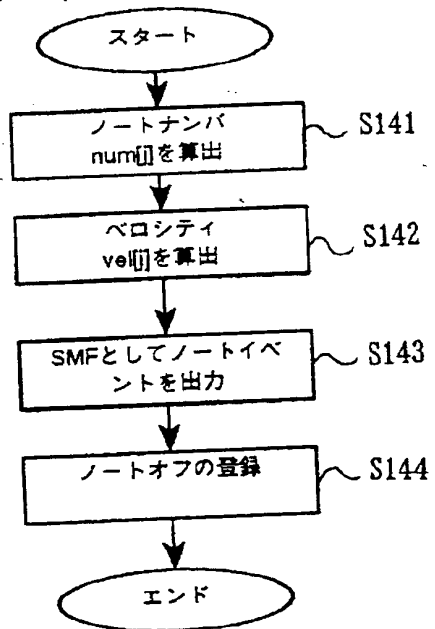 スタート
ノートナンバ
num[j]を算出
S141
ベロシティ
vel[j]を算出
S142
SMFとしてノートイベ
ントを出力
S143
ノートオフの登録
S144
エンド